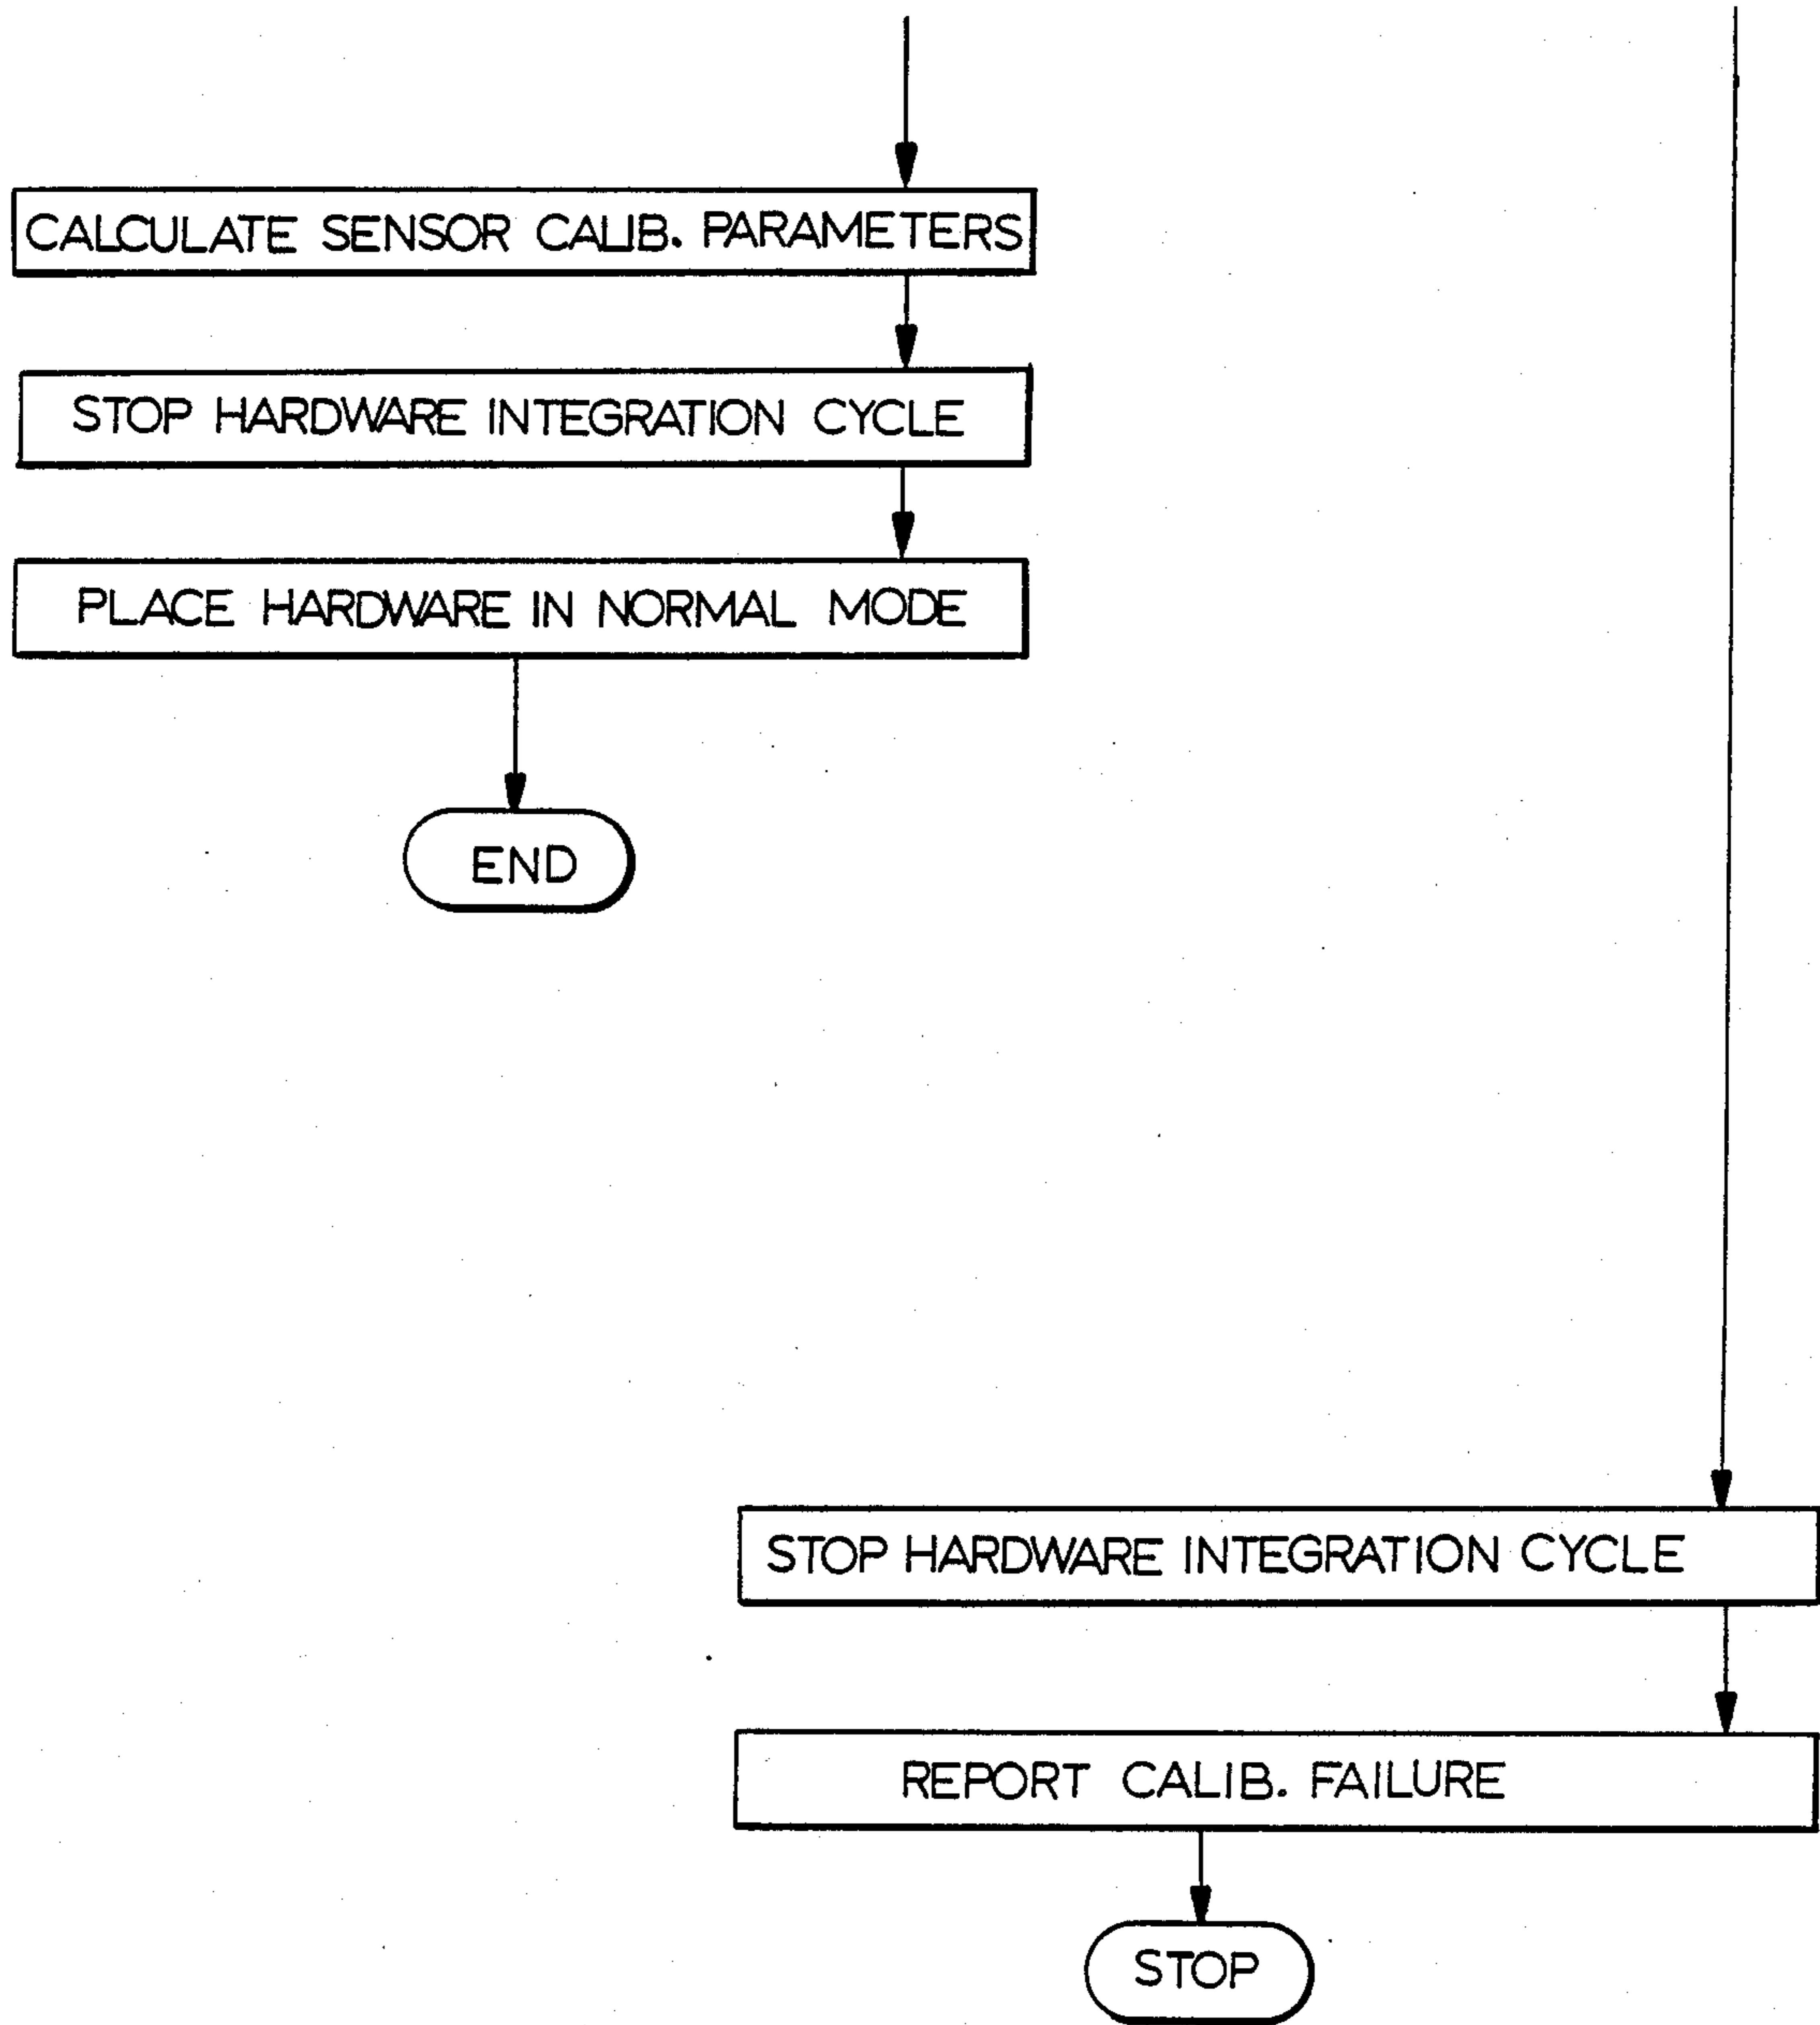 CALCULATE SENSOR CALIB. PARAMETERS
STOP HARDWARE INTEGRATION CYCLE
PLACE HARDWARE IN NORMAL MODE
END
STOP HARDWARE INTEGRATION CYCLE
REPORT CALIB. FAILURE
STOP